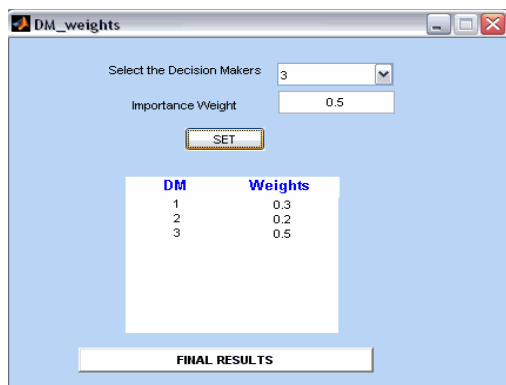 DM_weights
Select the Decision Makers 3
Importance Weight 0.5
SET
DM Weights
1 0.3
2 0.2
3 0.5
FINAL RESULTS